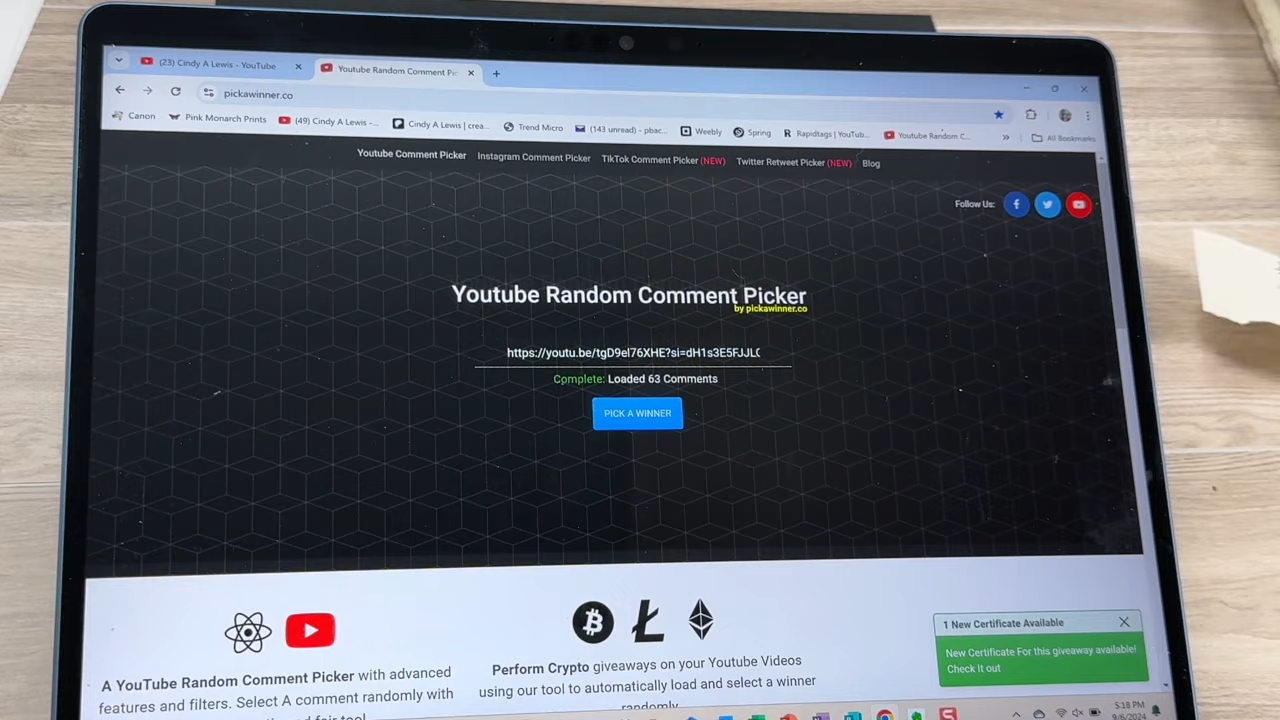 (23) Cindy A Lewis - YouTube
Youtube Random Comment Pic
pickawinner.co
Canon
Pink Monarch Prints
(49) Cindy A Lewis -...
Cindy A Lewis | crea...
Trend Micro
(143 unread) - pbac...
Weebly
Spring
Rapidtags | YouTub...
Youtube Random C...
All Bookmarks
Youtube Comment Picker
Instagram Comment Picker
TikTok Comment Picker (NEW)
Twitter Retweet Picker (NEW)
Blog
Follow Us:
Youtube Random Comment Picker
by pickawinner.co
https://youtu.be/tgD9el76XHE?si=dH1s3E5FJJL
Complete: Loaded 63 Comments
PICK A WINNER
1 New Certificate Available
New Certificate For this giveaway available!
Check It out
A YouTube Random Comment Picker with advanced
features and filters. Select A comment randomly with
Perform Crypto giveaways on your Youtube Videos
using our tool to automatically load and select a winner
randomly
5:18 PM
9/6/2024